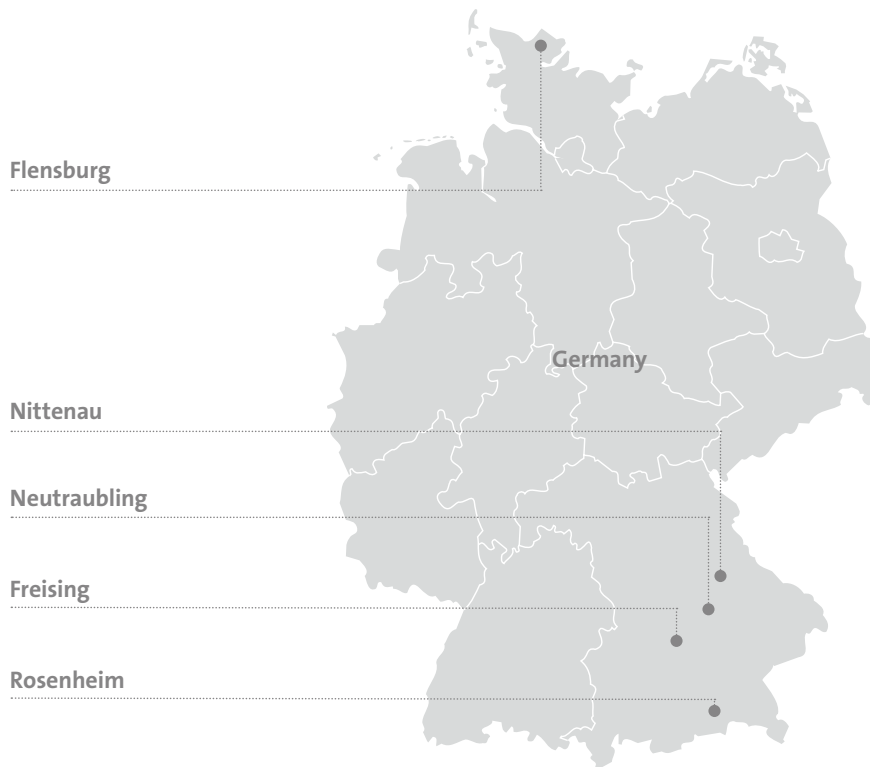 Flensburg
Germany
Nittenau
Neutraubling
Freising
Rosenheim